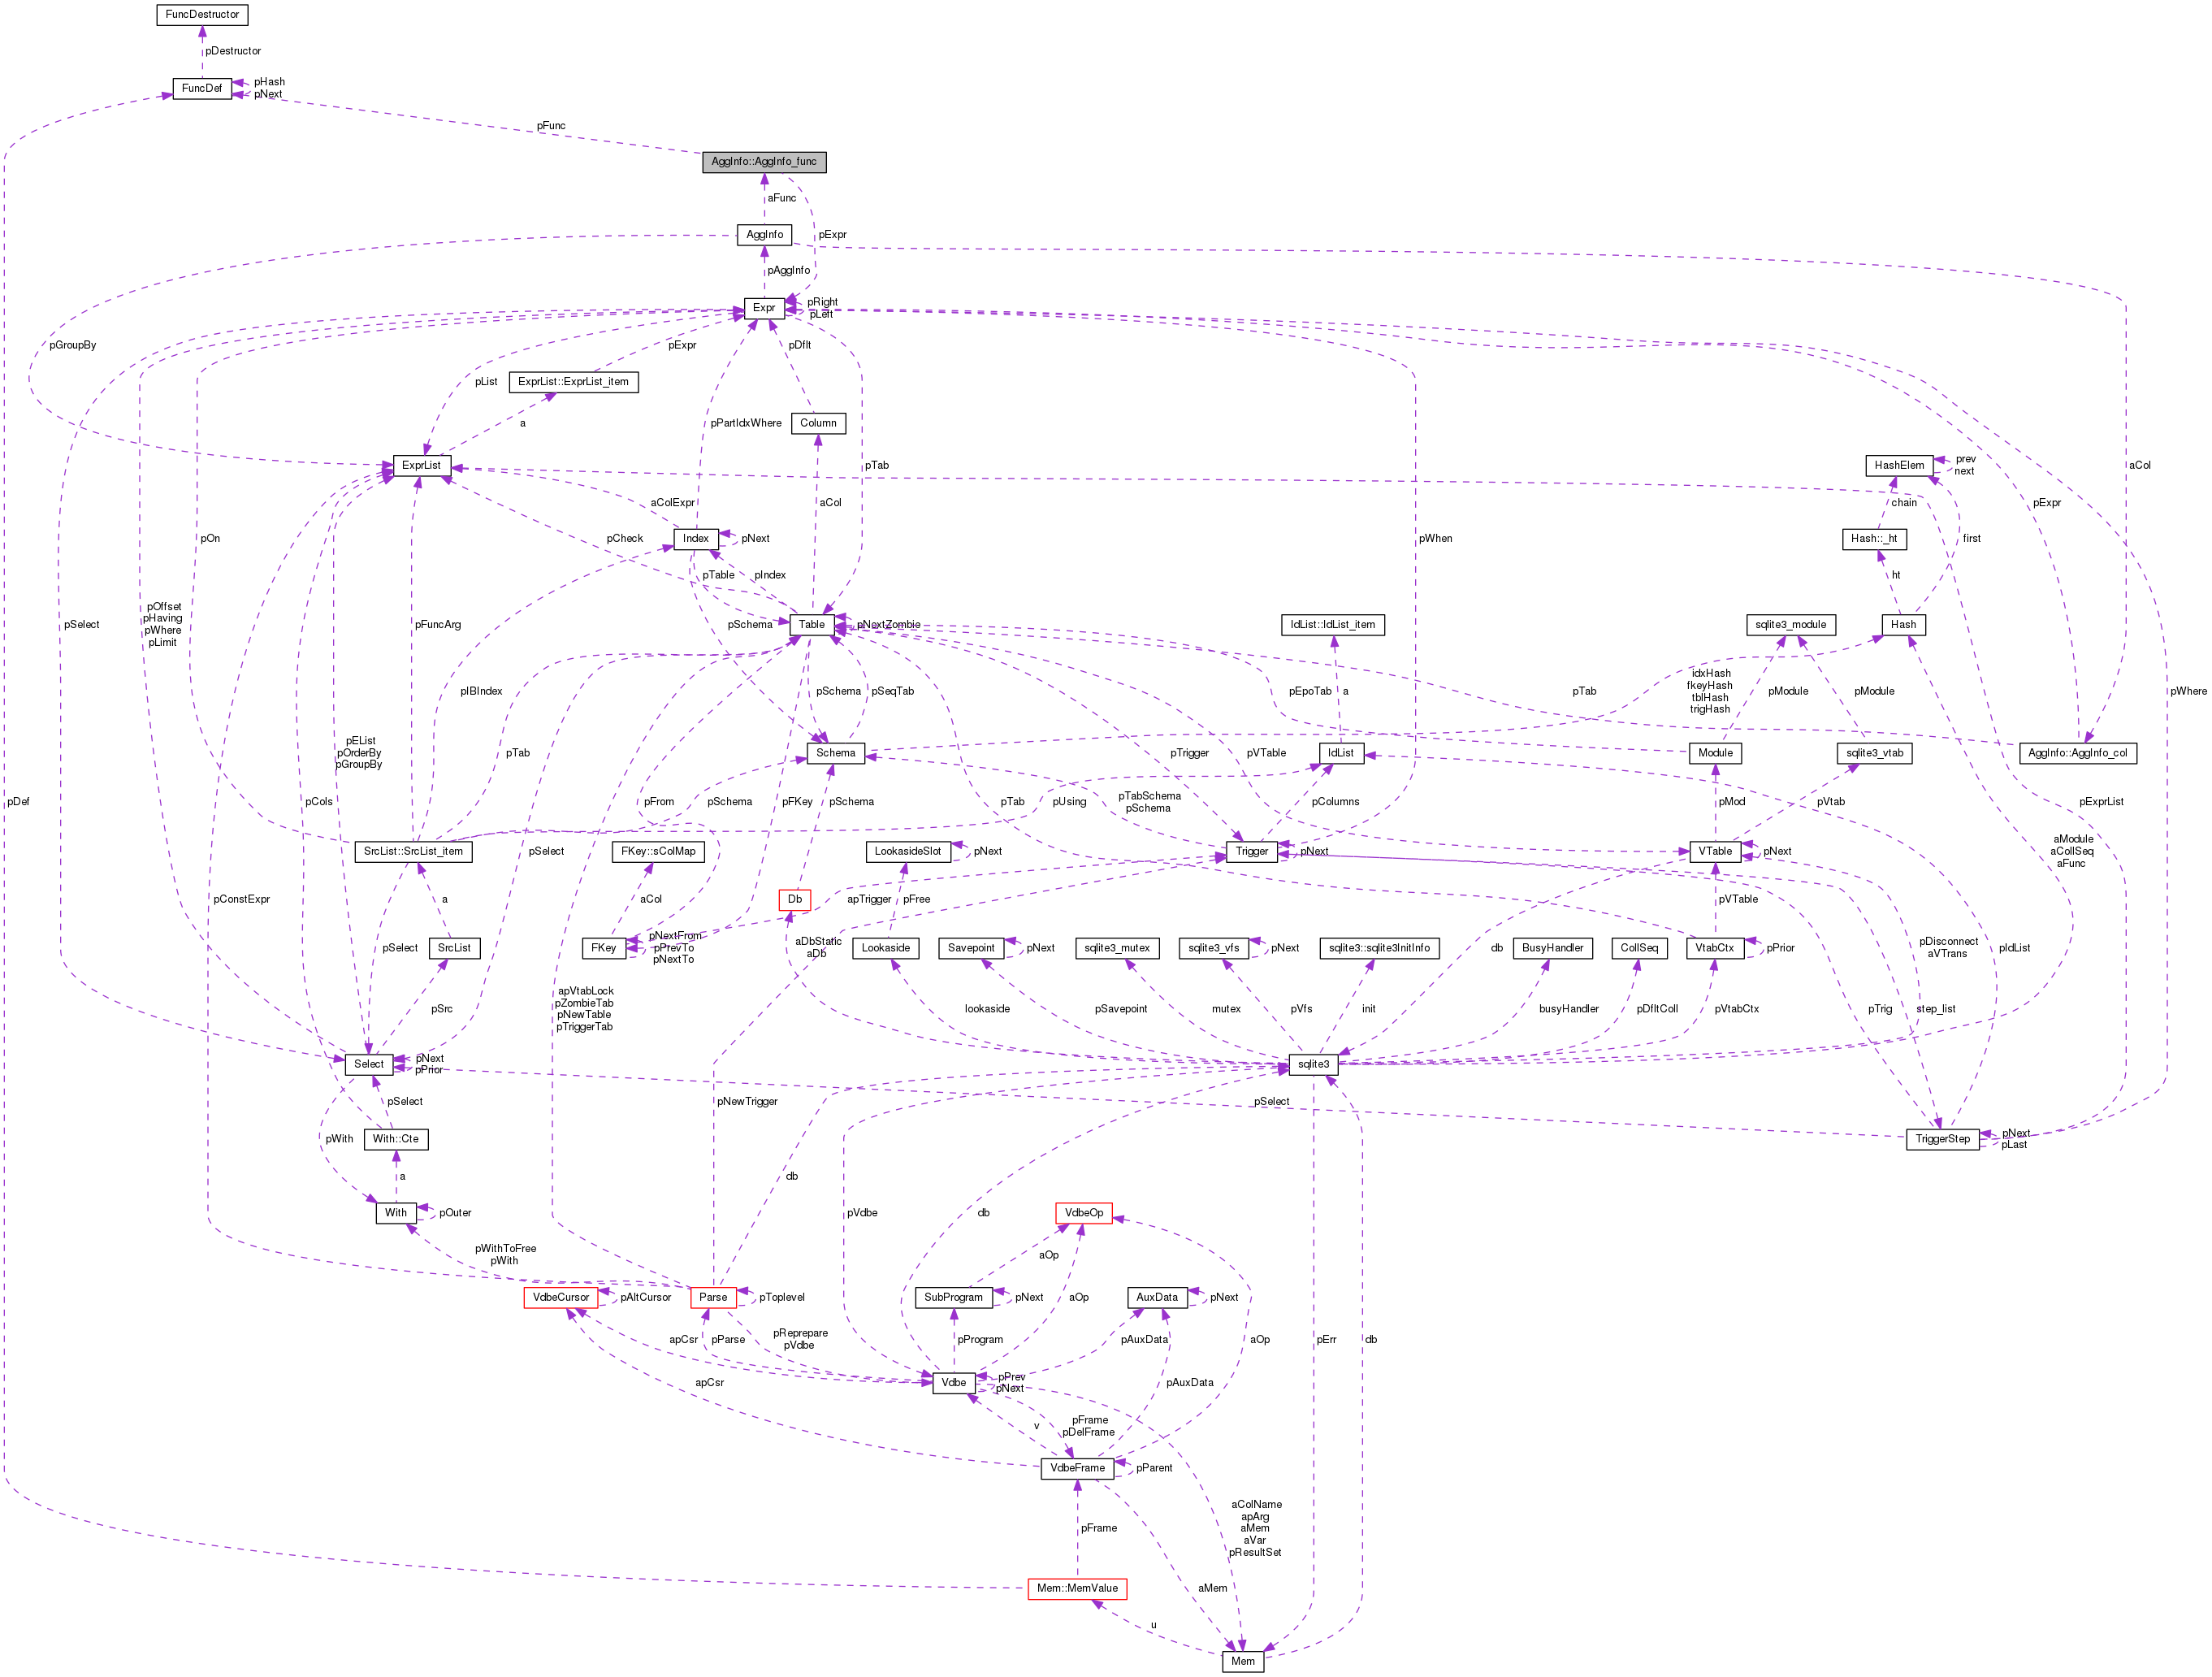 FuncDestructor
pDestructor
FuncDef
pHash
pNext
pFunc
AggInfo::AggInfo_func
aFunc
AggInfo
pExpr
pAggInfo
Expr
pRight
pLeft
pGroupBy
pExpr
pDflt
ExprList::ExprList_item
pList
Column
a
pPartIdxWhere
ExprList
pTab
HashElem
prev
next
aCol
aColExpr
aCol
chain
pExpr
Index
pNext
pOn
pCheck
pWhen
Hash::_ht
first
pTable
pIndex
ht
pOffset
pHaving
pWhere
pLimit
pSelect
pFuncArg
pSchema
Table
pNextZombie
IdList::IdList_item
sqlite3_module
Hash
pIBIndex
pSchema
pSeqTab
pEpoTab
a
idxHash
fkeyHash
tblHash
trigHash
pModule
pModule
pTab
pWhere
pEList
pOrderBy
pGroupBy
pTab
Schema
pTrigger
pVTable
IdList
Module
sqlite3_vtab
AggInfo::AggInfo_col
pDef
pCols
pFrom
pSchema
pSchema
pFKey
pTab
pUsing
pTabSchema
pSchema
pColumns
pMod
pVtab
pExprList
SrcList::SrcList_item
pSelect
FKey::sColMap
LookasideSlot
pNext
Trigger
pNext
VTable
pNext
aModule
aCollSeq
aFunc
pConstExpr
a
aCol
Db
apTrigger
pFree
pVTable
pSelect
SrcList
FKey
pNextFrom
pPrevTo
pNextTo
aDbStatic
aDb
Lookaside
Savepoint
pNext
sqlite3_mutex
sqlite3_vfs
pNext
sqlite3::sqlite3InitInfo
BusyHandler
CollSeq
db
VtabCtx
pPrior
pDisconnect
aVTrans
pIdList
pSrc
apVtabLock
pZombieTab
pNewTable
pTriggerTab
lookaside
pSavepoint
mutex
pVfs
init
busyHandler
pDfltColl
pVtabCtx
pTrig
step_list
Select
pNext
pPrior
sqlite3
pSelect
pNewTrigger
pSelect
pWith
With::Cte
TriggerStep
pNext
pLast
a
db
With
pOuter
pVdbe
db
VdbeOp
pWithToFree
pWith
aOp
VdbeCursor
pAltCursor
Parse
pToplevel
SubProgram
pNext
aOp
AuxData
pNext
apCsr
pParse
pReprepare
pVdbe
pProgram
pAuxData
aOp
pErr
db
apCsr
Vdbe
pPrev
pNext
pAuxData
v
pFrame
pDelFrame
VdbeFrame
pParent
aColName
apArg
aMem
aVar
pResultSet
pFrame
Mem::MemValue
aMem
u
Mem